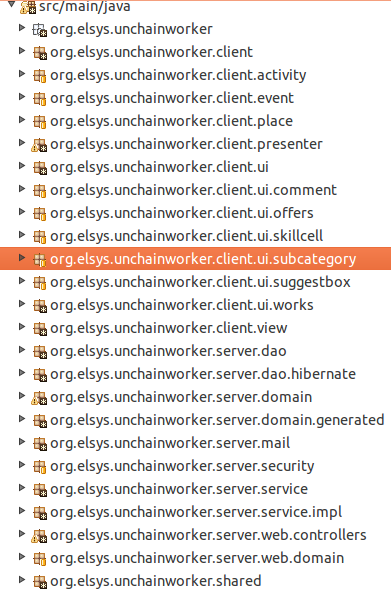 src/main/java
org.elsys.unchainworker
org.elsys.unchainworker.client
org.elsys.unchainworker.client.activity
org.elsys.unchainworker.client.event
org.elsys.unchainworker.client.place
org.elsys.unchainworker.client.presenter
org.elsys.unchainworker.client.ui
org.elsys.unchainworker.client.ui.comment
org.elsys.unchainworker.client.ui.offers
org.elsys.unchainworker.client.ui.skillcell
org.elsys.unchainworker.client.ui.subcategory
org.elsys.unchainworker.client.ui.suggestbox
org.elsys.unchainworker.client.ui.works
org.elsys.unchainworker.client.view
org.elsys.unchainworker.server.dao
org.elsys.unchainworker.server.dao.hibernate
org.elsys.unchainworker.server.domain
org.elsys.unchainworker.server.domain.generated
org.elsys.unchainworker.server.mail
org.elsys.unchainworker.server.security
org.elsys.unchainworker.server.service
org.elsys.unchainworker.server.service.impl
org.elsys.unchainworker.server.web.controllers
org.elsys.unchainworker.server.web.domain
org.elsys.unchainworker.shared